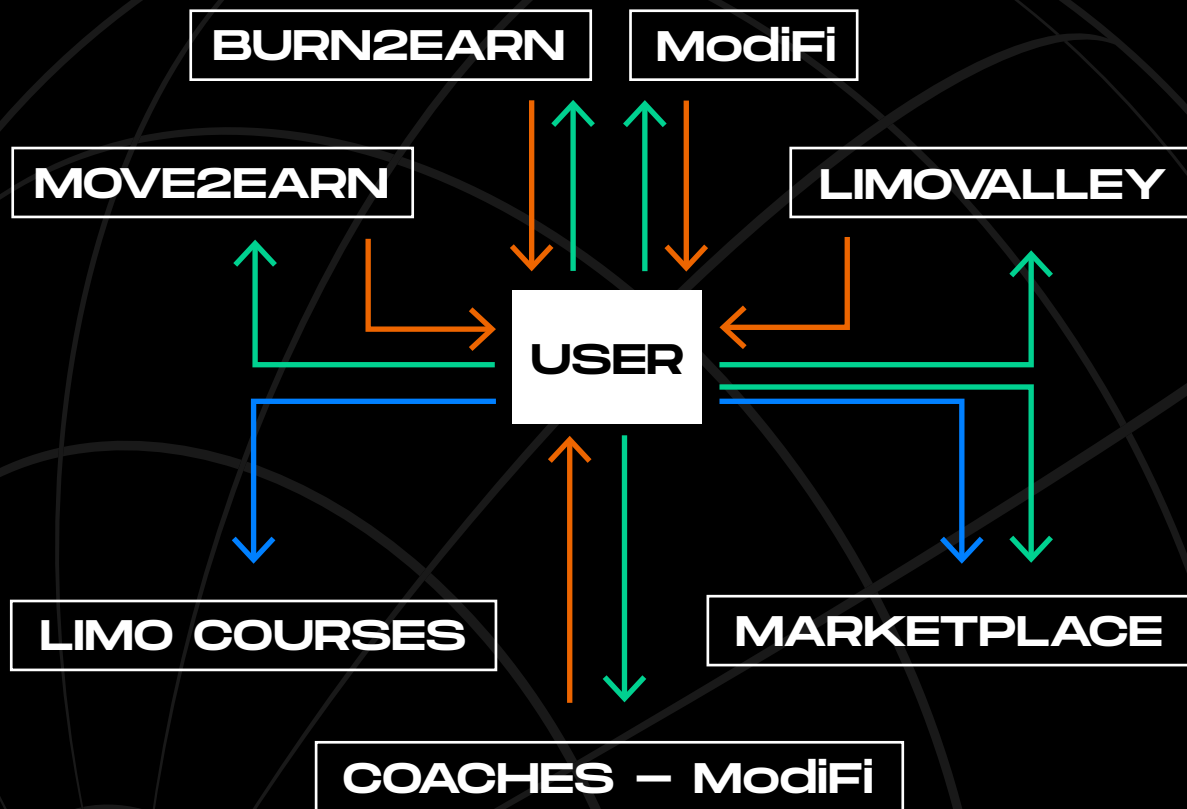 BURN2EARN
ModiFi
MOVE2EARN
LIMOVALLEY
USER
LIMO COURSES
MARKETPLACE
COACHES – ModiFi